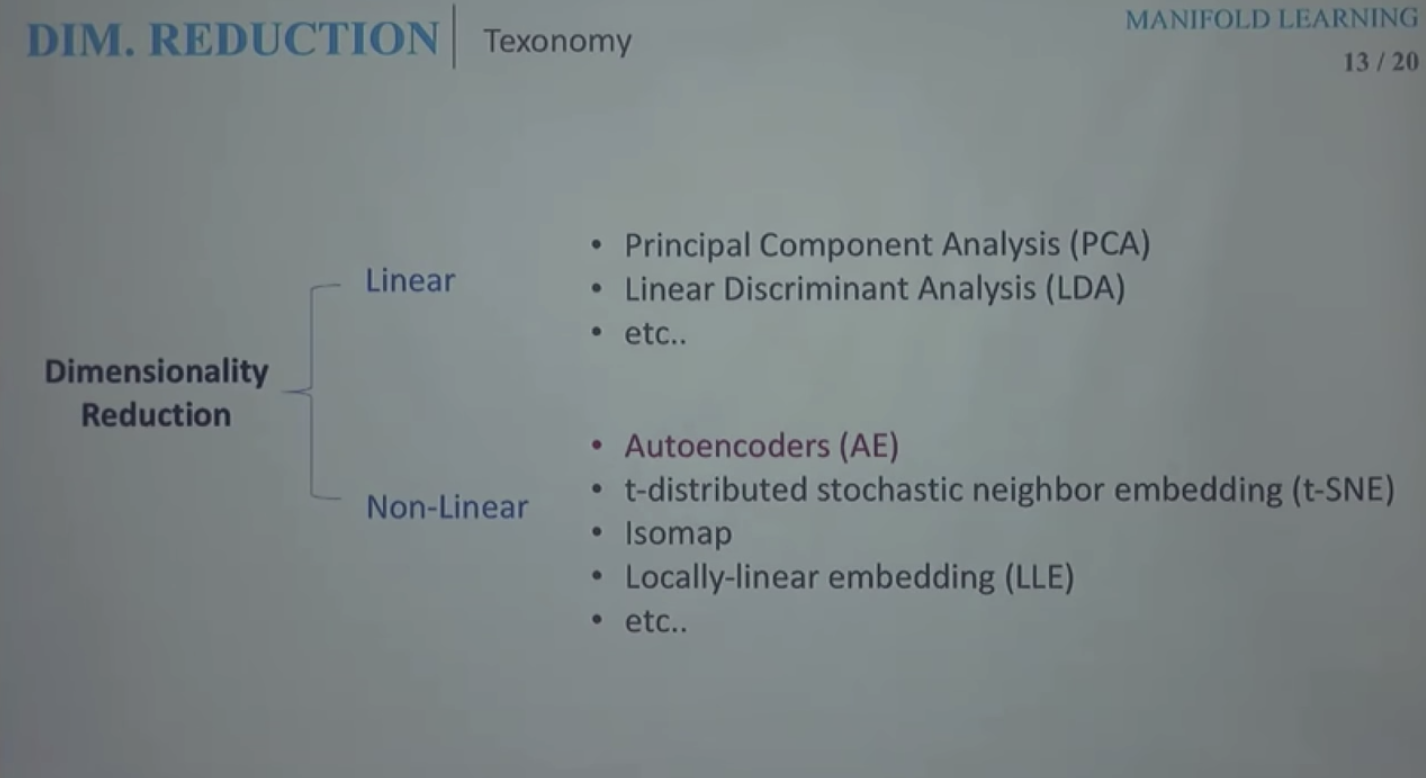 DIM. REDUCTION
Texonomy
MANIFOLD LEARNING
13 / 20
Dimensionality
Reduction
Linear
• Principal Component Analysis (PCA)
• Linear Discriminant Analysis (LDA)
• etc..
Non-Linear
• Autoencoders (AE)
• t-distributed stochastic neighbor embedding (t-SNE)
• Isomap
• Locally-linear embedding (LLE)
• etc..